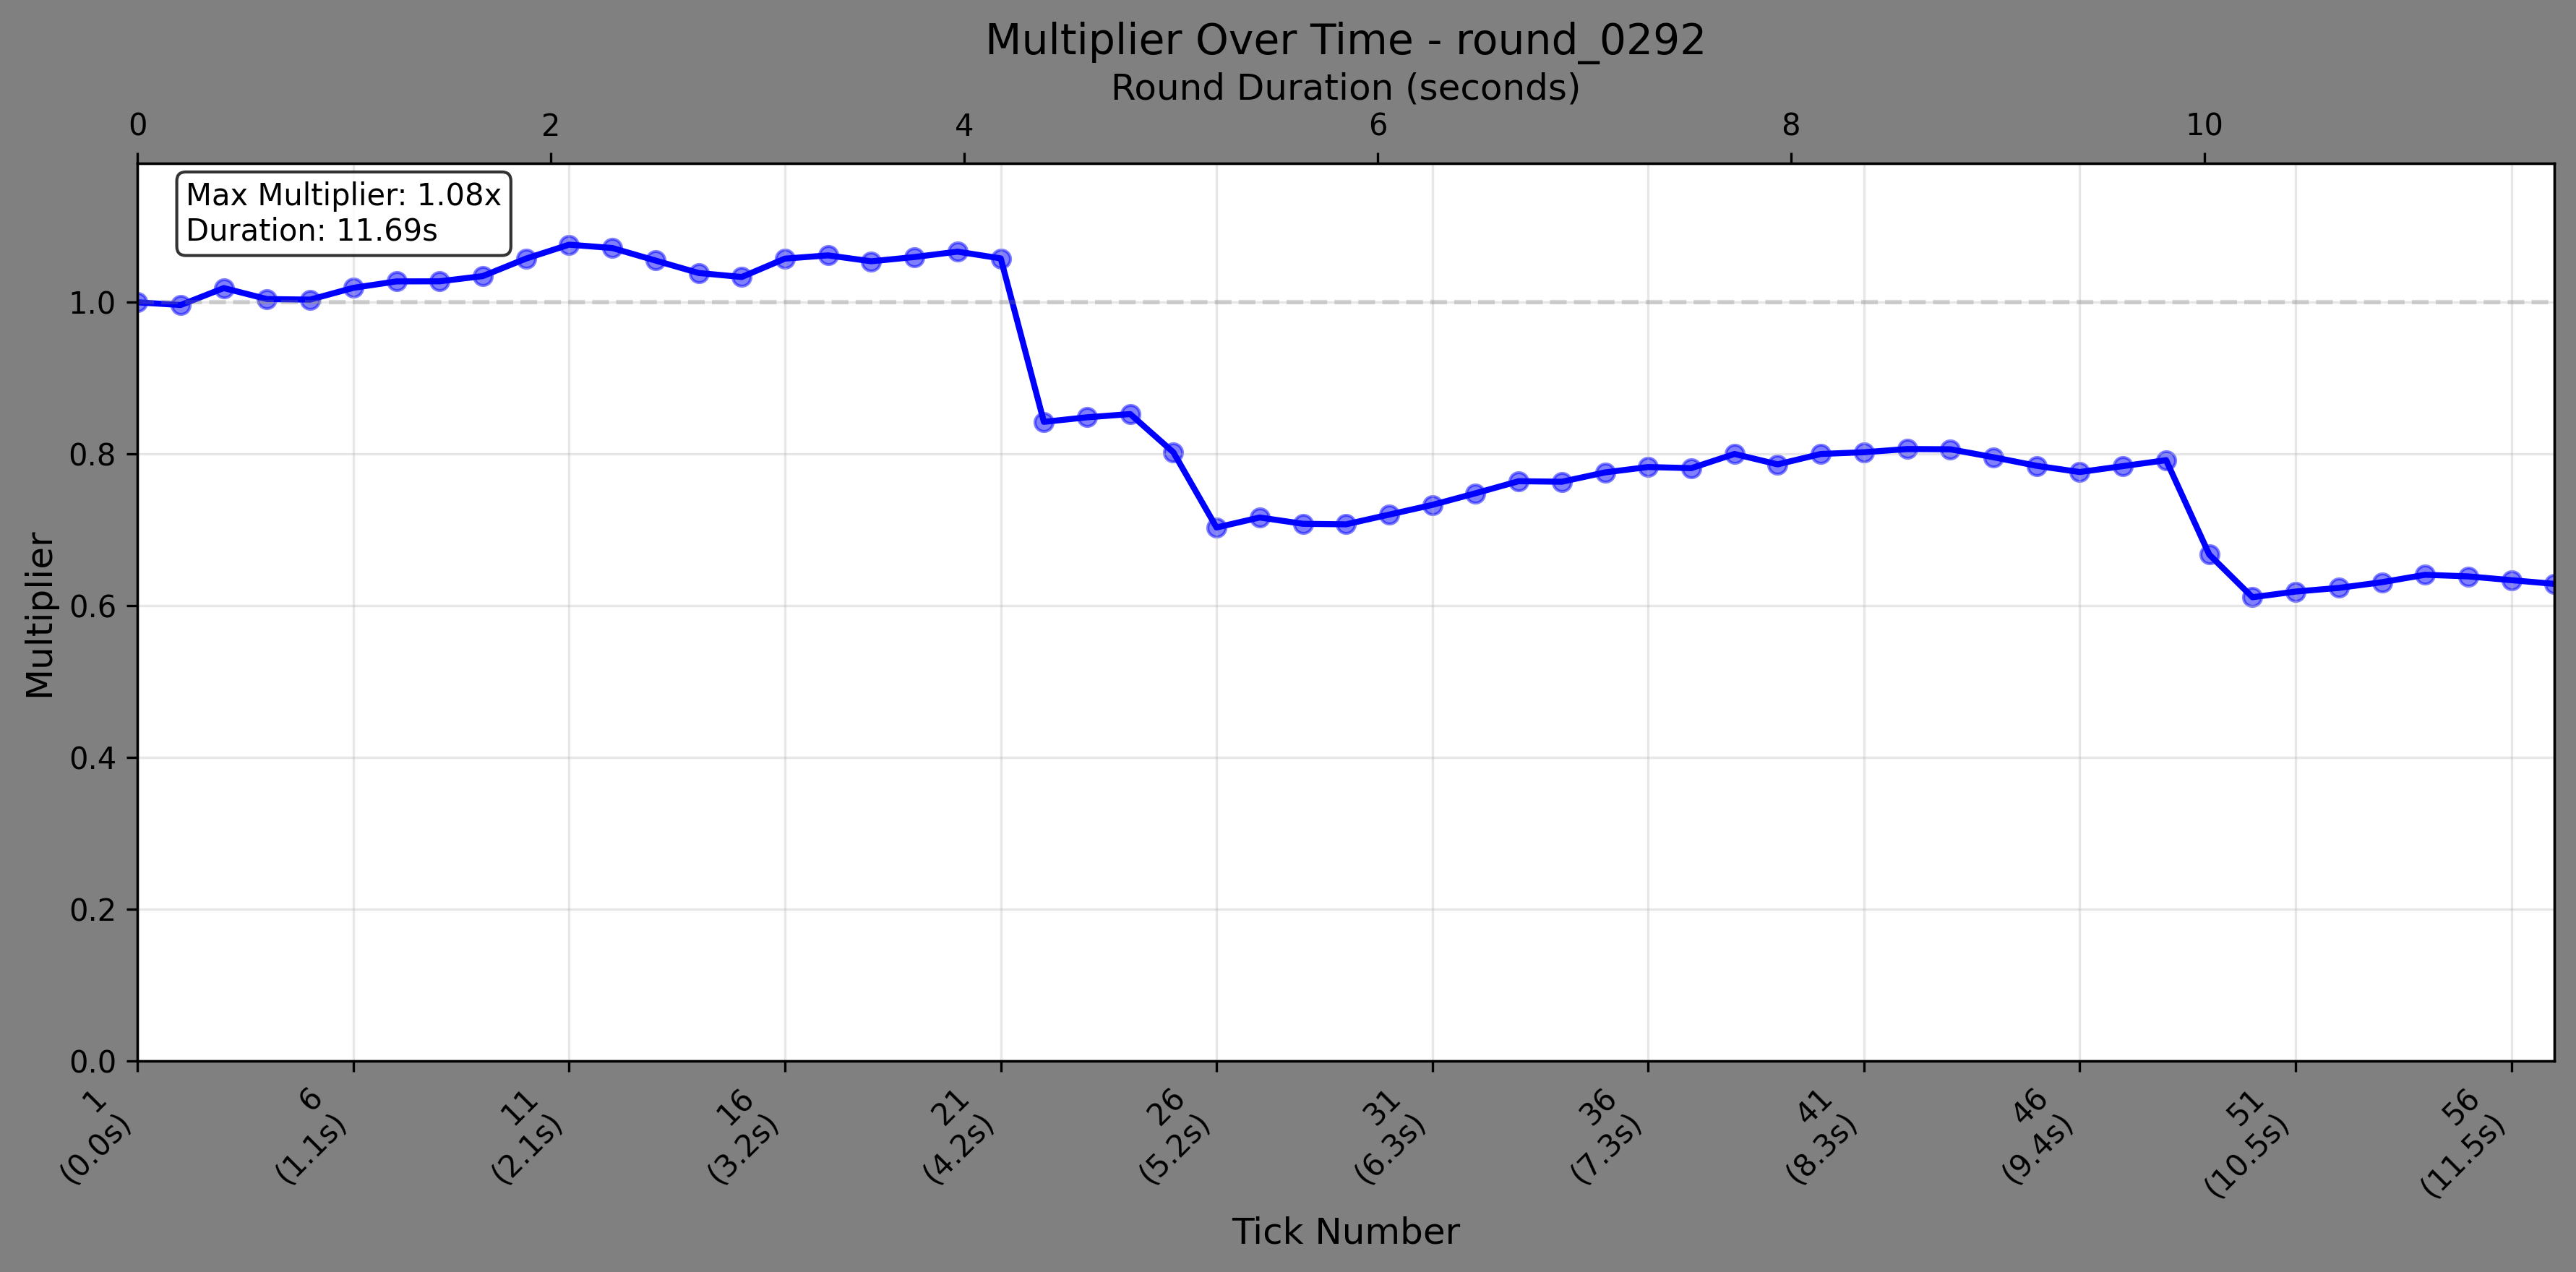 Multiplier Over Time - round_0292
Round Duration (seconds)
0 2 4 6 8 10
Max Multiplier: 1.08x
Duration: 11.69s
Multiplier
1.0
0.8
0.6
0.4
0.2
0.0
1
(0.0s)
6
(1.1s)
11
(2.1s)
16
(3.2s)
21
(4.2s)
26
(5.2s)
31
(6.3s)
36
(7.3s)
41
(8.3s)
46
(9.4s)
51
(10.5s)
56
(11.5s)
Tick Number